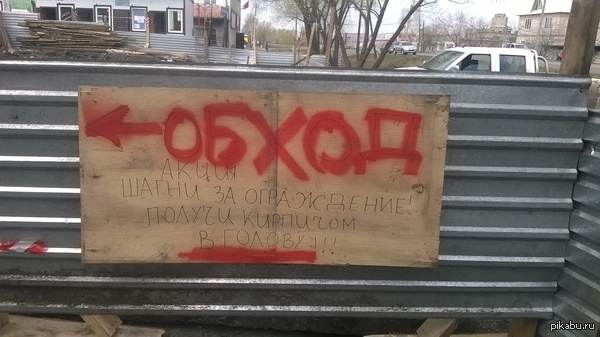 ОБХОД
АКЦИЯ
ШАГНИ ЗА ОГРАЖДЕНИЕ!
ПОЛУЧИ КИРПИЧОМ
В ГОЛОВУ!!!
pikabu.ru